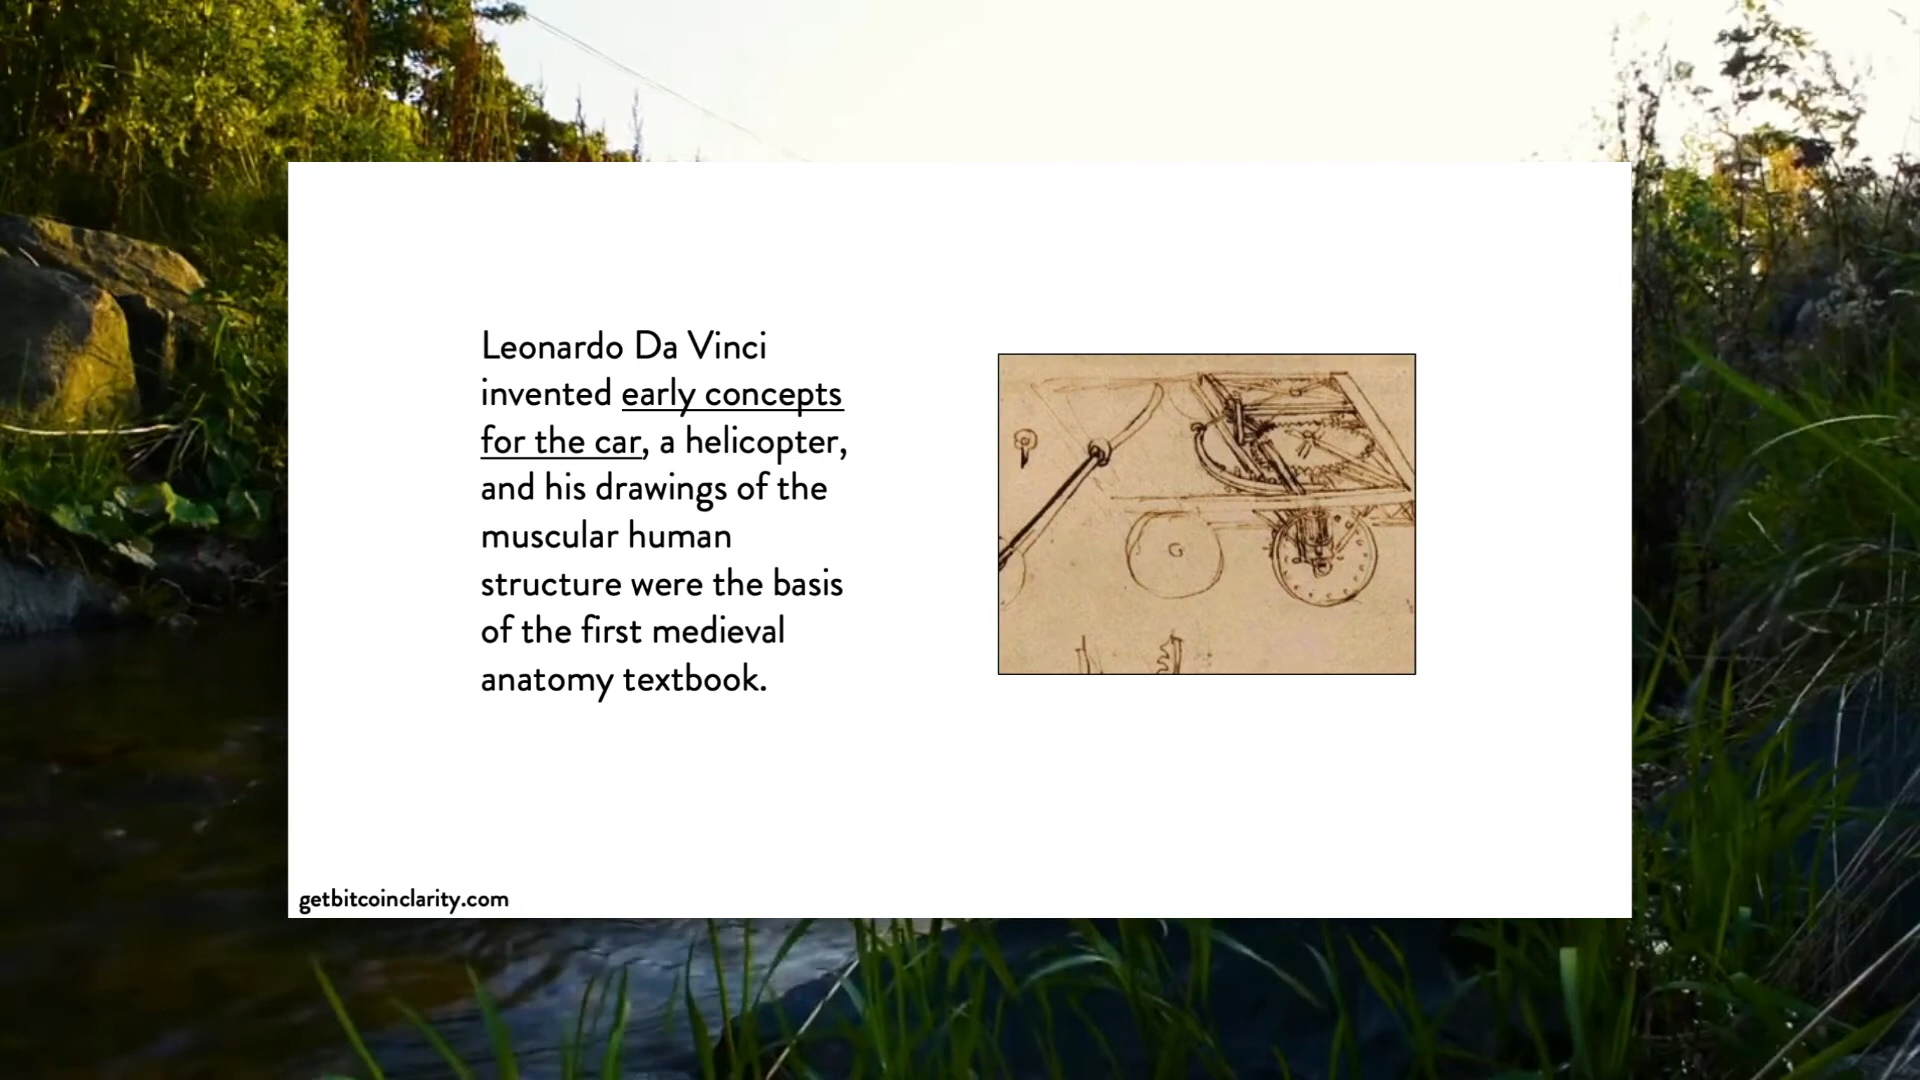 Leonardo Da Vinci
invented early concepts
for the car, a helicopter,
and his drawings of the
muscular human
structure were the basis
of the first medieval
anatomy textbook.
getbitcoinclarity.com